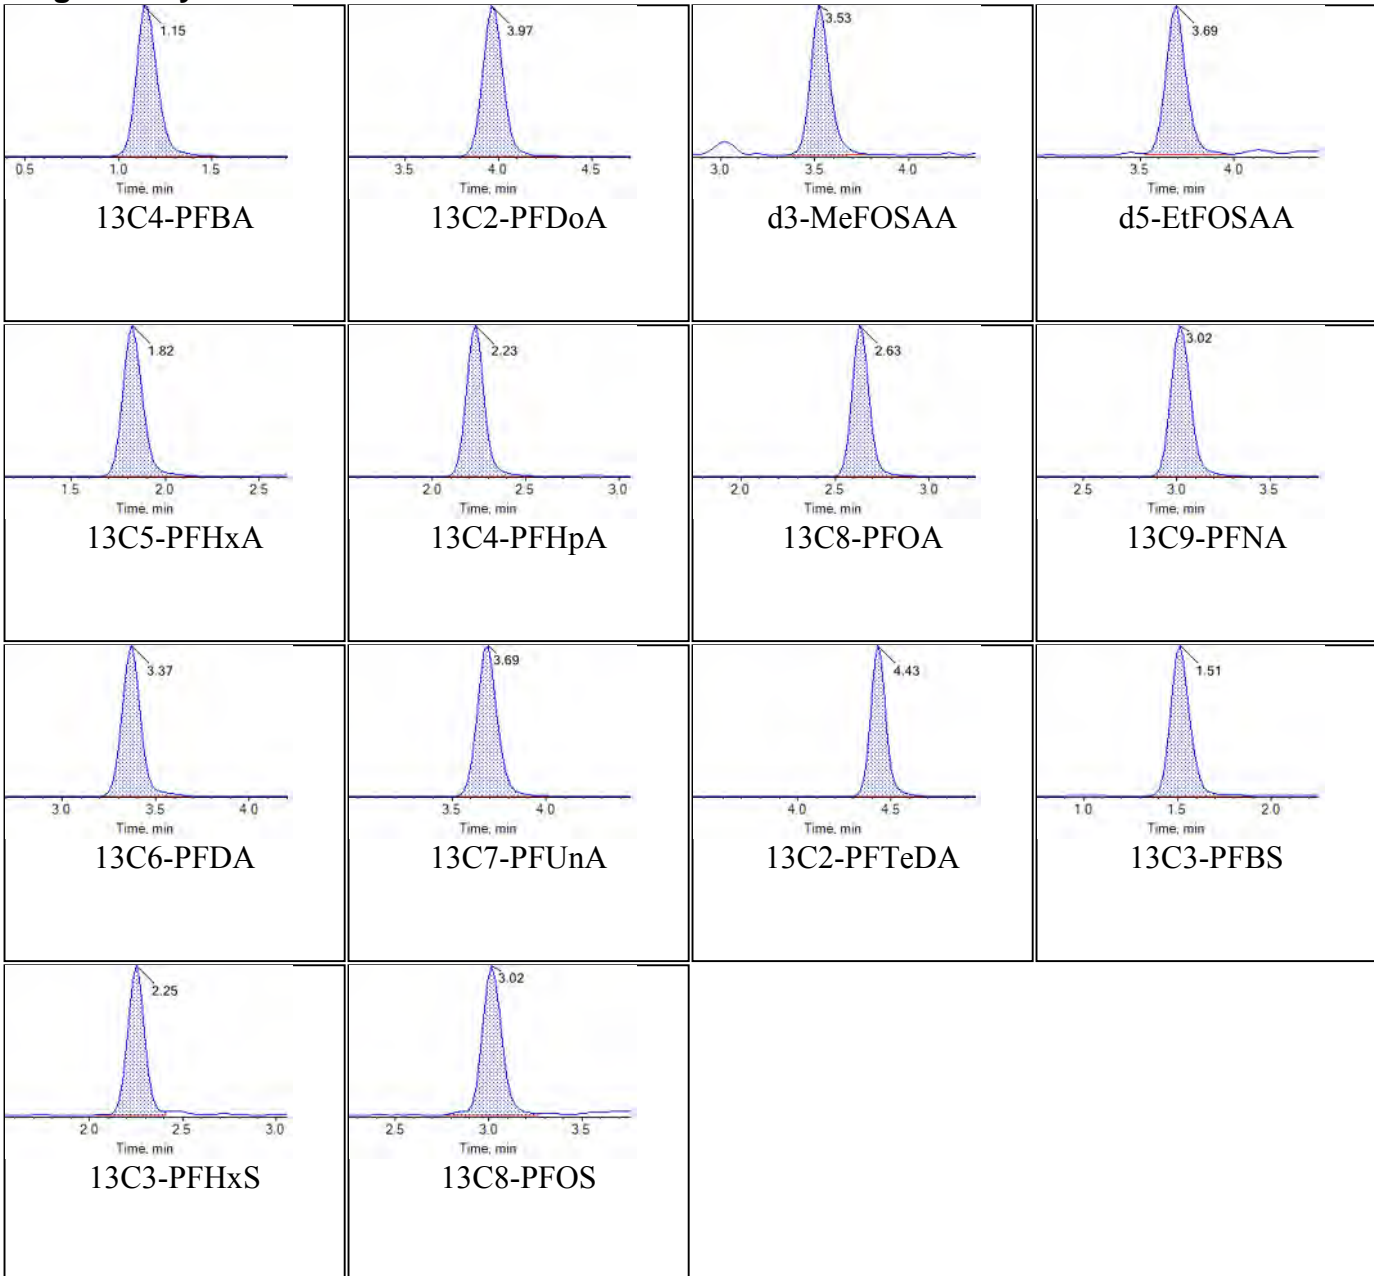 1.15
0.5 1.0 1.5
Time, min
13C4-PFBA
3.97
3.5 4.0 4.5
Time, min
13C2-PFDoA
3.53
3.0 3.5 4.0
Time, min
d3-MeFOSAA
3.69
3.5 4.0
Time, min
d5-EtFOSAA
1.82
1.5 2.0 2.5
Time, min
13C5-PFHxA
2.23
2.0 2.5 3.0
Time, min
13C4-PFHpA
2.63
2.0 2.5 3.0
Time, min
13C8-PFOA
3.02
2.5 3.0 3.5
Time, min
13C9-PFNA
3.37
3.0 3.5 4.0
Time, min
13C6-PFDA
3.69
3.5 4.0
Time, min
13C7-PFUnA
4.43
4.0 4.5
Time, min
13C2-PFTeDA
1.51
1.0 1.5 2.0
Time, min
13C3-PFBS
2.25
2.0 2.5 3.0
Time, min
13C3-PFHxS
3.02
2.5 3.0 3.5
Time, min
13C8-PFOS